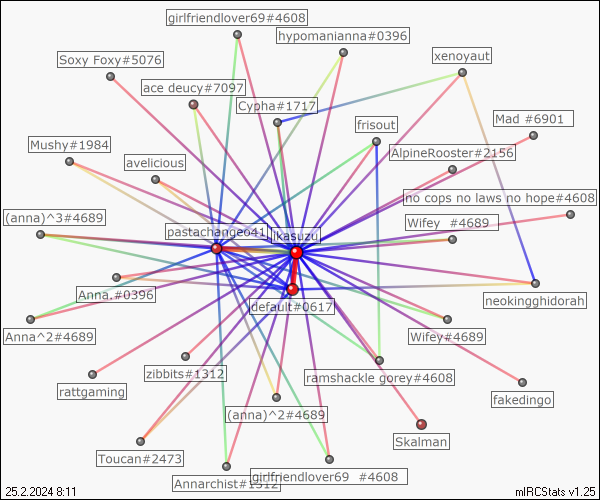 girlfriendlover69#4608
hypomanianna#0396
Soxy Foxy#5076
xenoyaut
ace deucy#7097
Cypha#1717
Mad #6901
frisout
Mushy#1984
avelicious
AlpineRooster#2156
no cops no laws no hope#4608
(anna)^3#4689
Wifey #4689
pastachangeo41
ikasuzu
Anna.#0396
default#0617
neokingghidorah
Anna^2#4689
Wifey#4689
zibbits#1312
ramshackle gorey#4608
rattgaming
fakedingo
(anna)^2#4689
Skalman
Toucan#2473
Annarchist#1312
girlfriendlover69 #4608
25.2.2024 8:11
mIRCStats v1.25